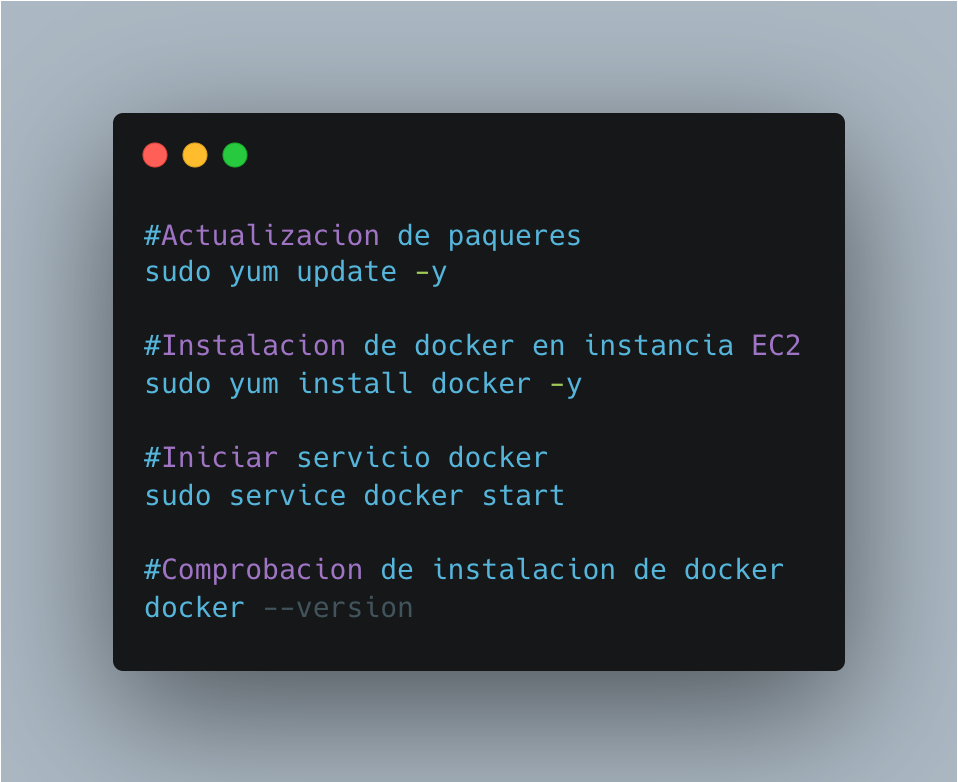 #Actualizacion de paqueres
sudo yum update -y
#Instalacion de docker en instancia EC2
sudo yum install docker -y
#Iniciar servicio docker
sudo service docker start
#Comprobacion de instalacion de docker
docker --version